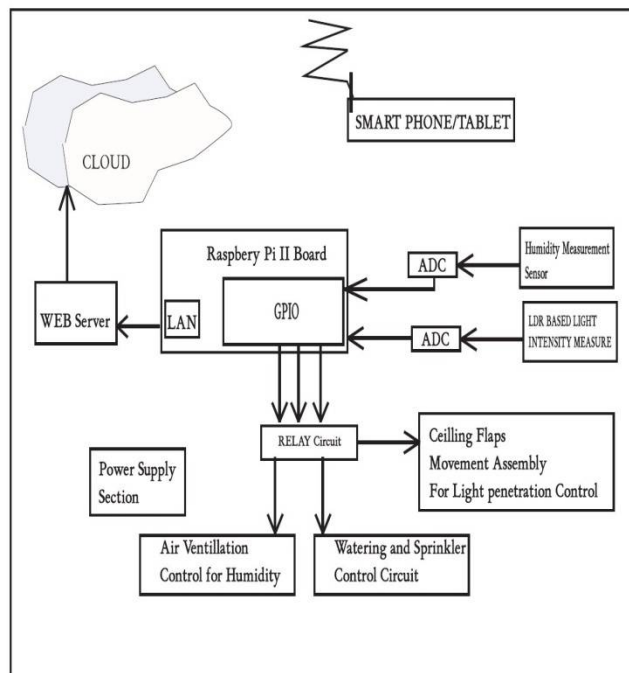 SMART PHONE/TABLET
CLOUD
Raspbery Pi II Board
ADC
Humidity Measurement
Sensor
GPIO
LAN
WEB Server
ADC
LDR BASED LIGHT
INTENSITY MEASURE
RELAY Circuit
Ceilling Flaps
Movement Assembly
For Light penetration Control
Power Supply
Section
Air Ventillation
Control for Humidity
Watering and Sprinkler
Control Circuit